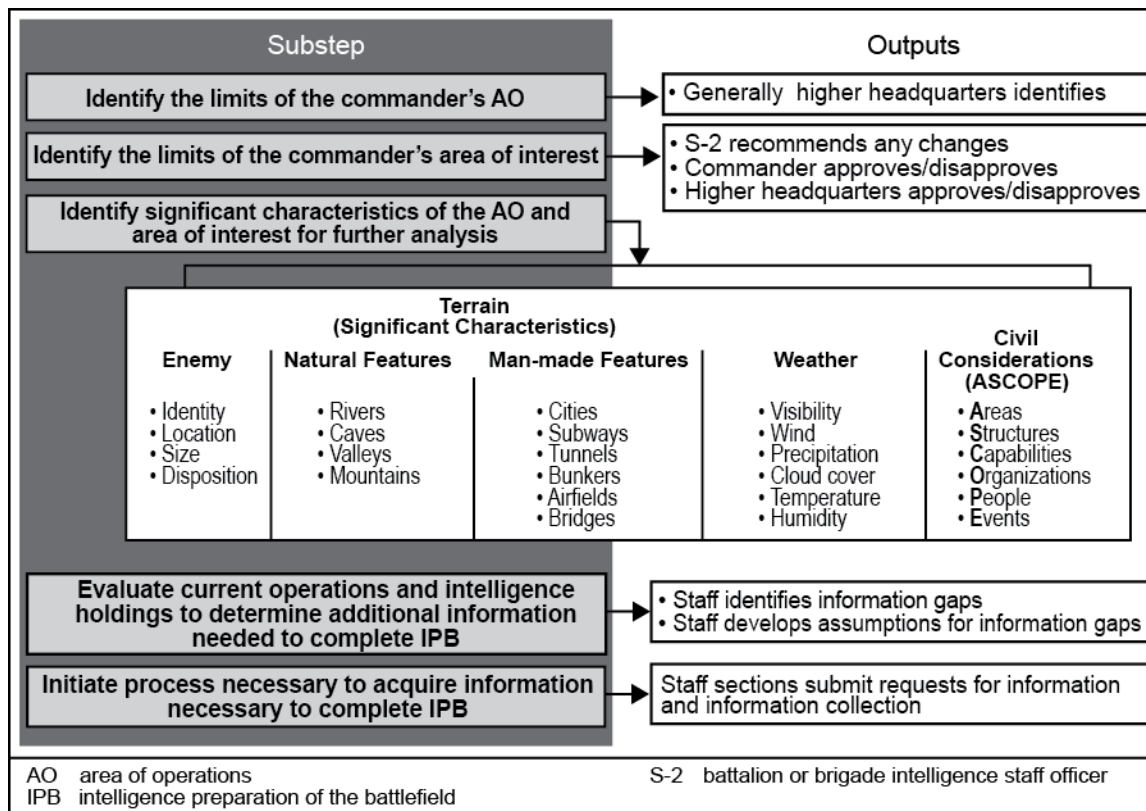 Substep
Outputs
Identify the limits of the commander's AO
• Generally higher headquarters identifies
Identify the limits of the commander's area of interest
• S-2 recommends any changes
• Commander approves/disapproves
• Higher headquarters approves/disapproves
Identify significant characteristics of the AO and
area of interest for further analysis
Terrain
(Significant Characteristics)
Enemy
• Identity
• Location
• Size
• Disposition
Natural Features
• Rivers
• Caves
• Valleys
• Mountains
Man-made Features
• Cities
• Subways
• Tunnels
• Bunkers
• Airfields
• Bridges
Weather
• Visibility
• Wind
• Precipitation
• Cloud cover
• Temperature
• Humidity
Civil
Considerations
(ASCOPE)
• Areas
• Structures
• Capabilities
• Organizations
• People
• Events
Evaluate current operations and intelligence
holdings to determine additional information
needed to complete IPB
• Staff identifies information gaps
• Staff develops assumptions for information gaps
Initiate process necessary to acquire information
necessary to complete IPB
Staff sections submit requests for information
and information collection
AO area of operations
IPB intelligence preparation of the battlefield
S-2 battalion or brigade intelligence staff officer